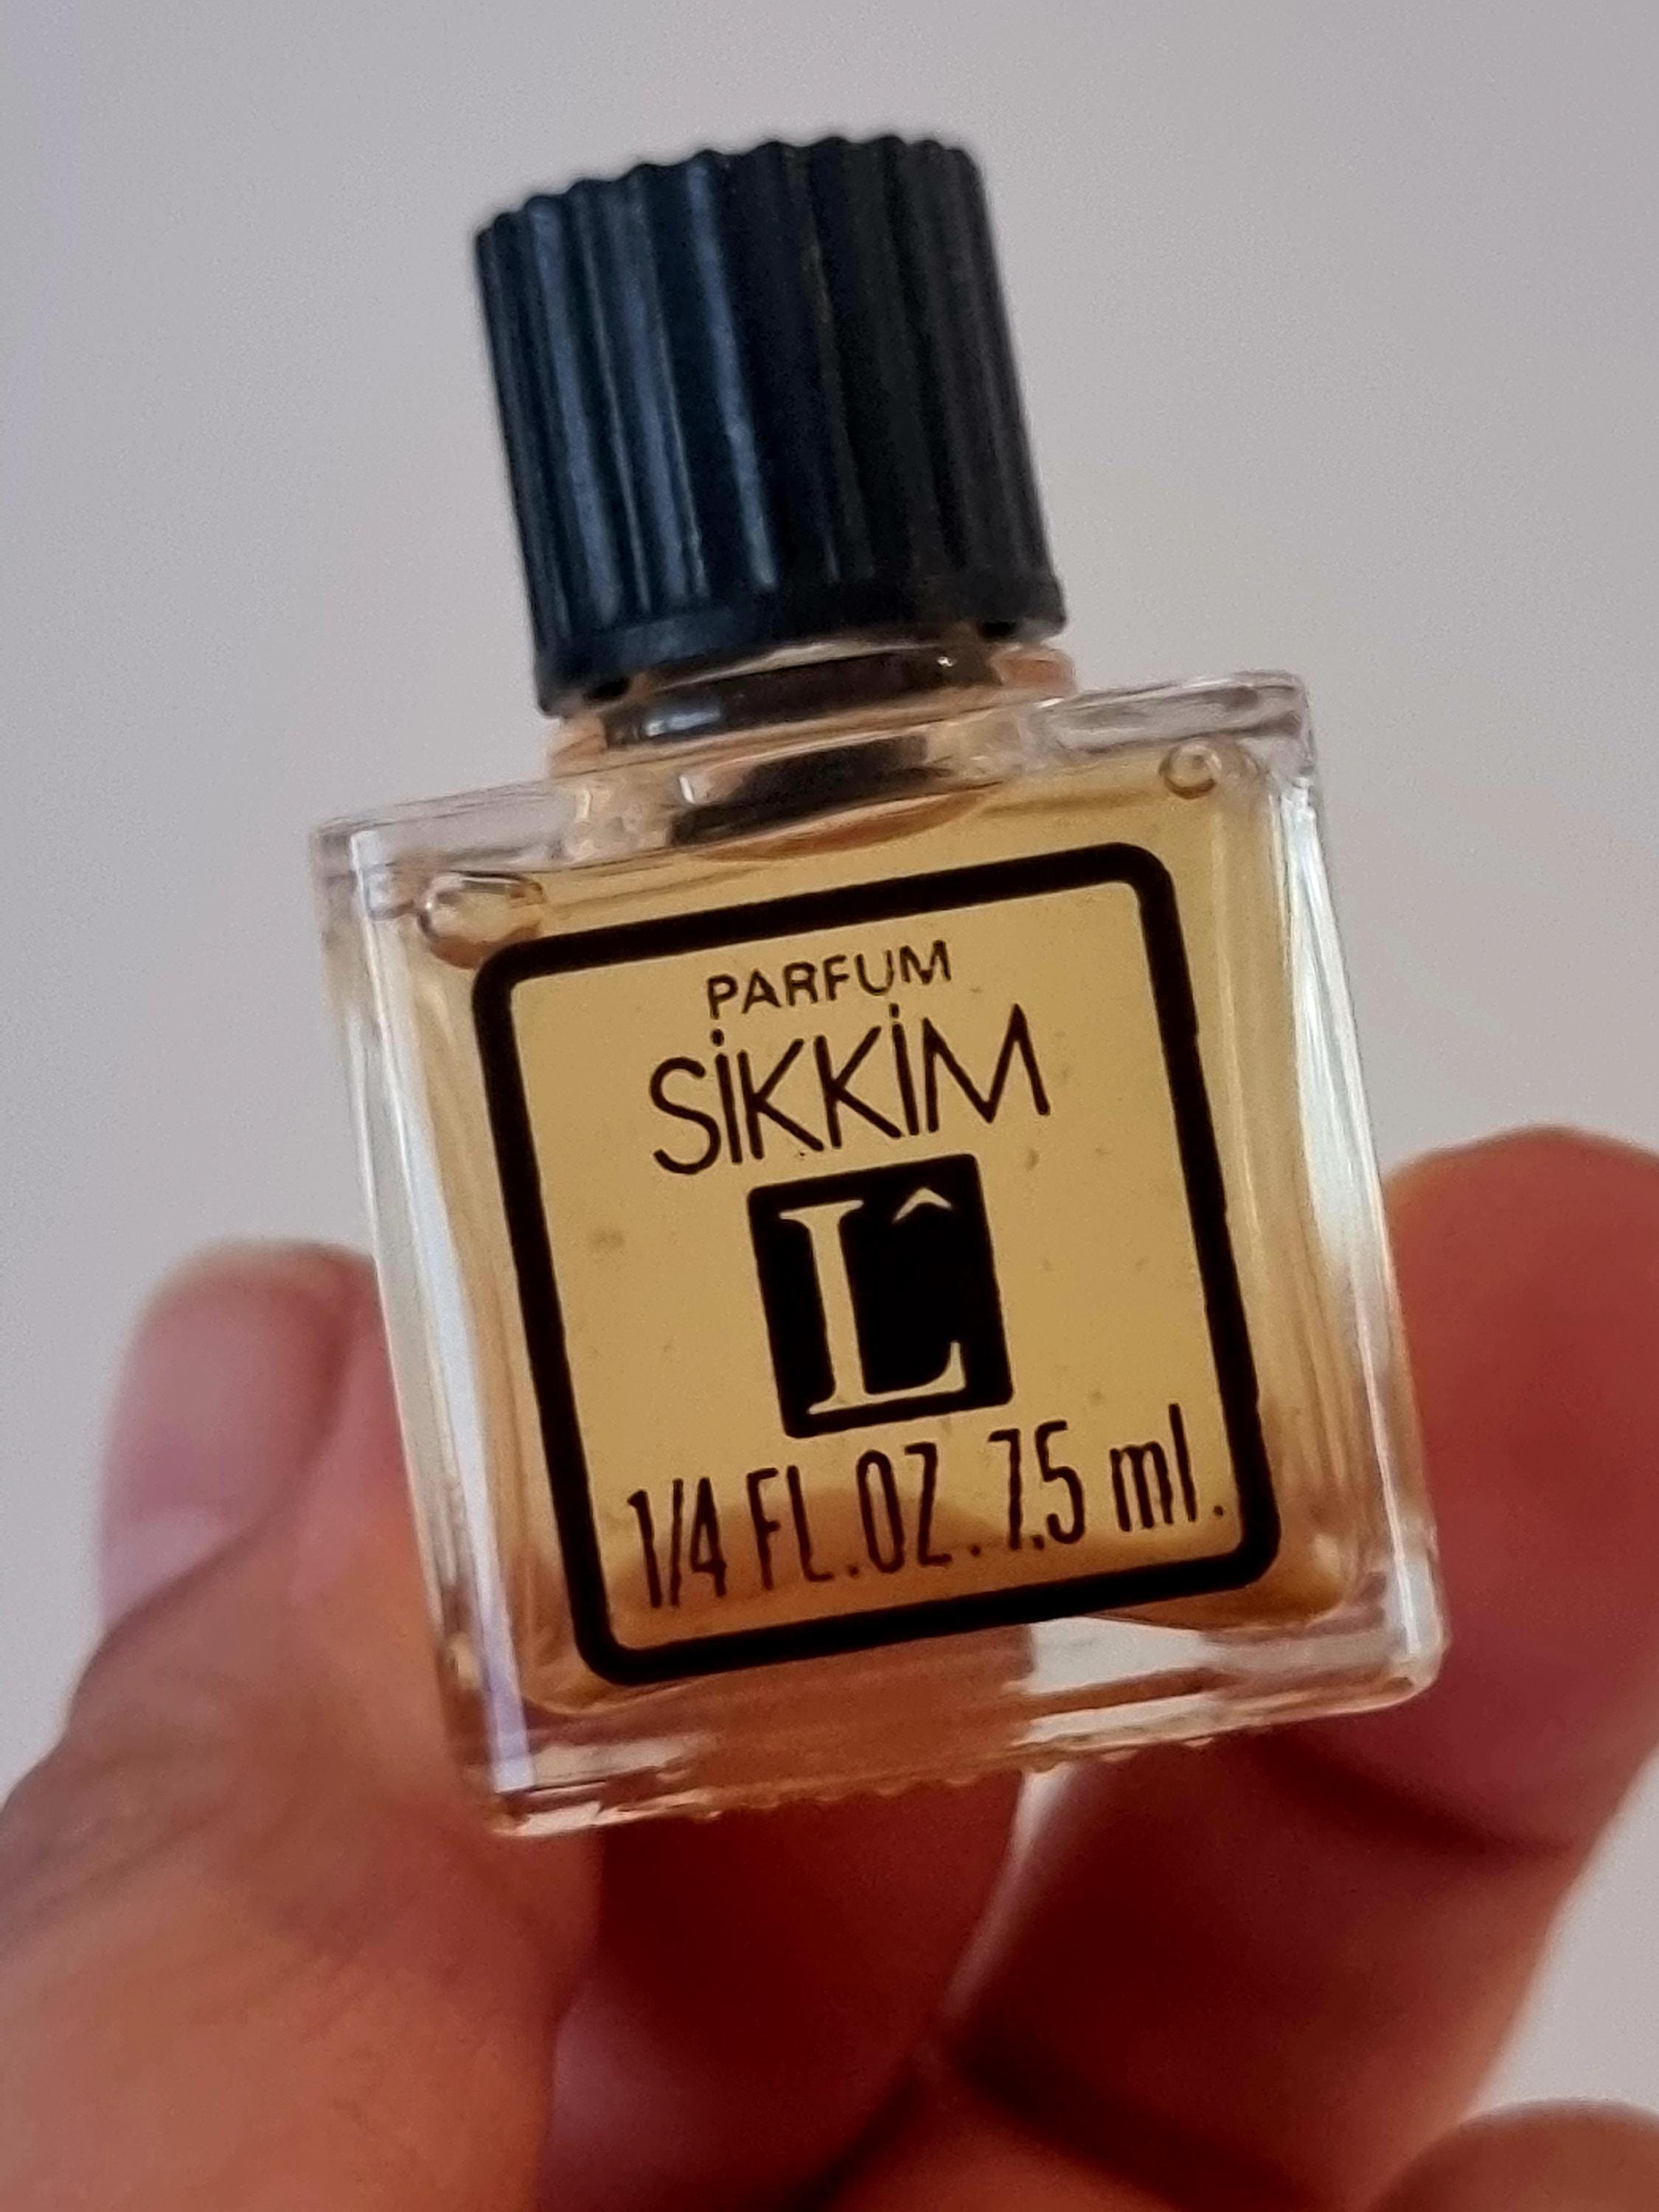 PARFUM
SİKKİM
L^
1/4 FL.OZ. 7.5 ml.